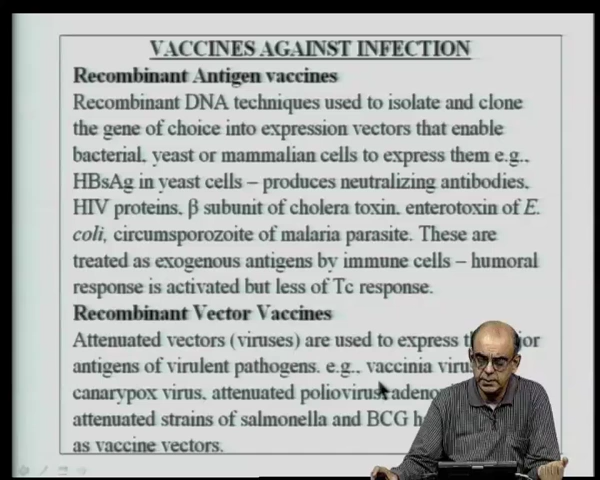 VACCINES AGAINST INFECTION
Recombinant Antigen vaccines
Recombinant DNA techniques used to isolate and clone
the gene of choice into expression vectors that enable
bacterial, yeast or mammalian cells to express them e.g.,
HBsAg in yeast cells – produces neutralizing antibodies,
HIV proteins, β subunit of cholera toxin, enterotoxin of E.
coli, circumsporozoite of malaria parasite. These are
treated as exogenous antigens by immune cells – humoral
response is activated but less of Tc response.
Recombinant Vector Vaccines
Attenuated vectors (viruses) are used to express
antigens of virulent pathogens. e.g., vaccinia
canarypox virus, attenuated poliovirus
attenuated strains of salmonella and BCG
as vaccine vectors.